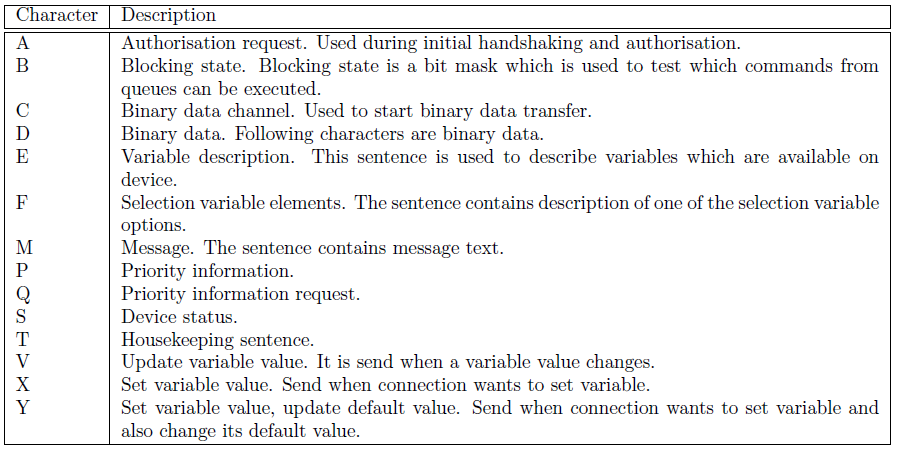 Character Description
A Authorisation request. Used during initial handshaking and authorisation.
B Blocking state. Blocking state is a bit mask which is used to test which commands from
queues can be executed.
C Binary data channel. Used to start binary data transfer.
D Binary data. Following characters are binary data.
E Variable description. This sentence is used to describe variables which are available on
device.
F Selection variable elements. The sentence contains description of one of the selection variable
options.
M Message. The sentence contains message text.
P Priority information.
Q Priority information request.
S Device status.
T Housekeeping sentence.
V Update variable value. It is send when a variable value changes.
X Set variable value. Send when connection wants to set variable.
Y Set variable value, update default value. Send when connection wants to set variable and
also change its default value.